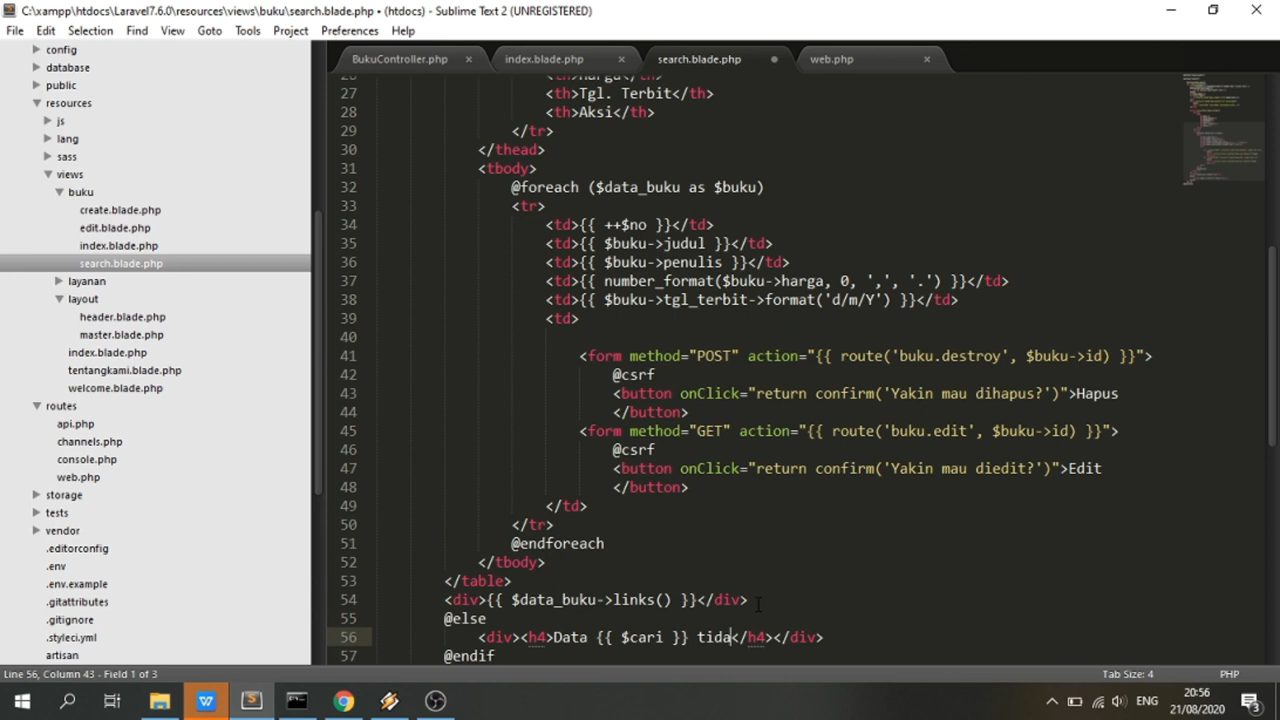 C:\xampp\htdocs\Laravel7.6.0\resources\views\buku\search.blade.php • (htdocs) - Sublime Text 2 (UNREGISTERED)
File Edit Selection Find View Goto Tools Project Preferences Help
BukuController.php × index.blade.php × search.blade.php web.php ×
config
database
public
resources
js
lang
sass
views
buku
create.blade.php
edit.blade.php
index.blade.php
search.blade.php
layanan
layout
header.blade.php
master.blade.php
index.blade.php
tentangkami.blade.php
welcome.blade.php
routes
api.php
channels.php
console.php
web.php
storage
tests
vendor
.editorconfig
.env
.env.example
.gitattributes
.gitignore
.styleci.yml
artisan
26 <th>Harga</th>
27 <th>Tgl. Terbit</th>
28 <th>Aksi</th>
29 </tr>
30 </thead>
31 <tbody>
32 @foreach ($data_buku as $buku)
33 <tr>
34 <td>{{ ++$no }}</td>
35 <td>{{ $buku->judul }}</td>
36 <td>{{ $buku->penulis }}</td>
37 <td>{{ number_format($buku->harga, 0, ',', '.') }}</td>
38 <td>{{ $buku->tgl_terbit->format('d/m/Y') }}</td>
39 <td>
40
41 <form method="POST" action="{{ route('buku.destroy', $buku->id) }}">
42 @csrf
43 <button onClick="return confirm('Yakin mau dihapus?')">Hapus
44 </button>
45 <form method="GET" action="{{ route('buku.edit', $buku->id) }}">
46 @csrf
47 <button onClick="return confirm('Yakin mau diedit?')">Edit
48 </button>
49 </td>
50 </tr>
51 @endforeach
52 </tbody>
53 </table>
54 <div>{{ $data_buku->links() }}</div>
55 @else
56 <div><h4>Data {{ $cari }} tida</h4></div>
57 @endif
Line 56, Column 43 - Field 1 of 3 Tab Size: 4 PHP
ENG 20:56
21/08/2020 3